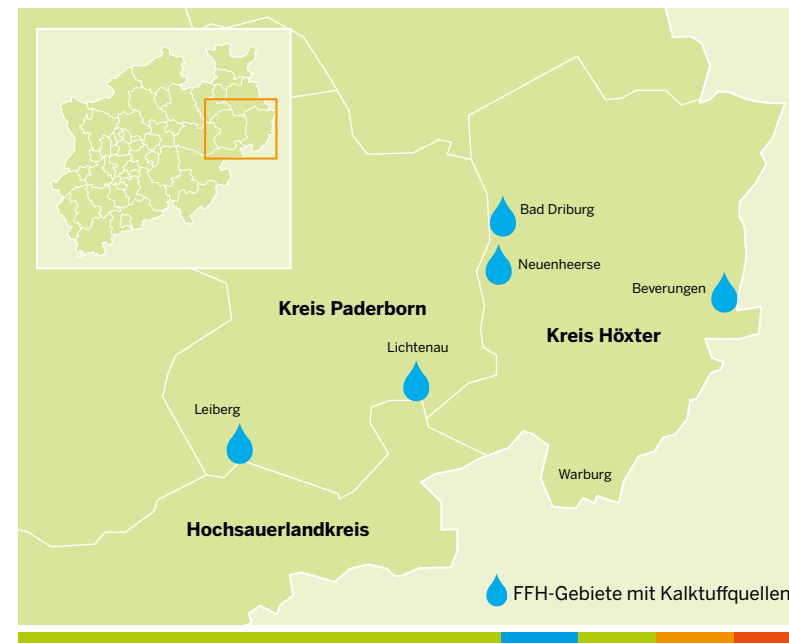 Bad Driburg
Neuenheerse
Beverungen
Kreis Paderborn
Kreis Höxter
Lichtenau
Leiberg
Warburg
Hochsauerlandkreis
FFH-Gebiete mit Kalktuffquellen